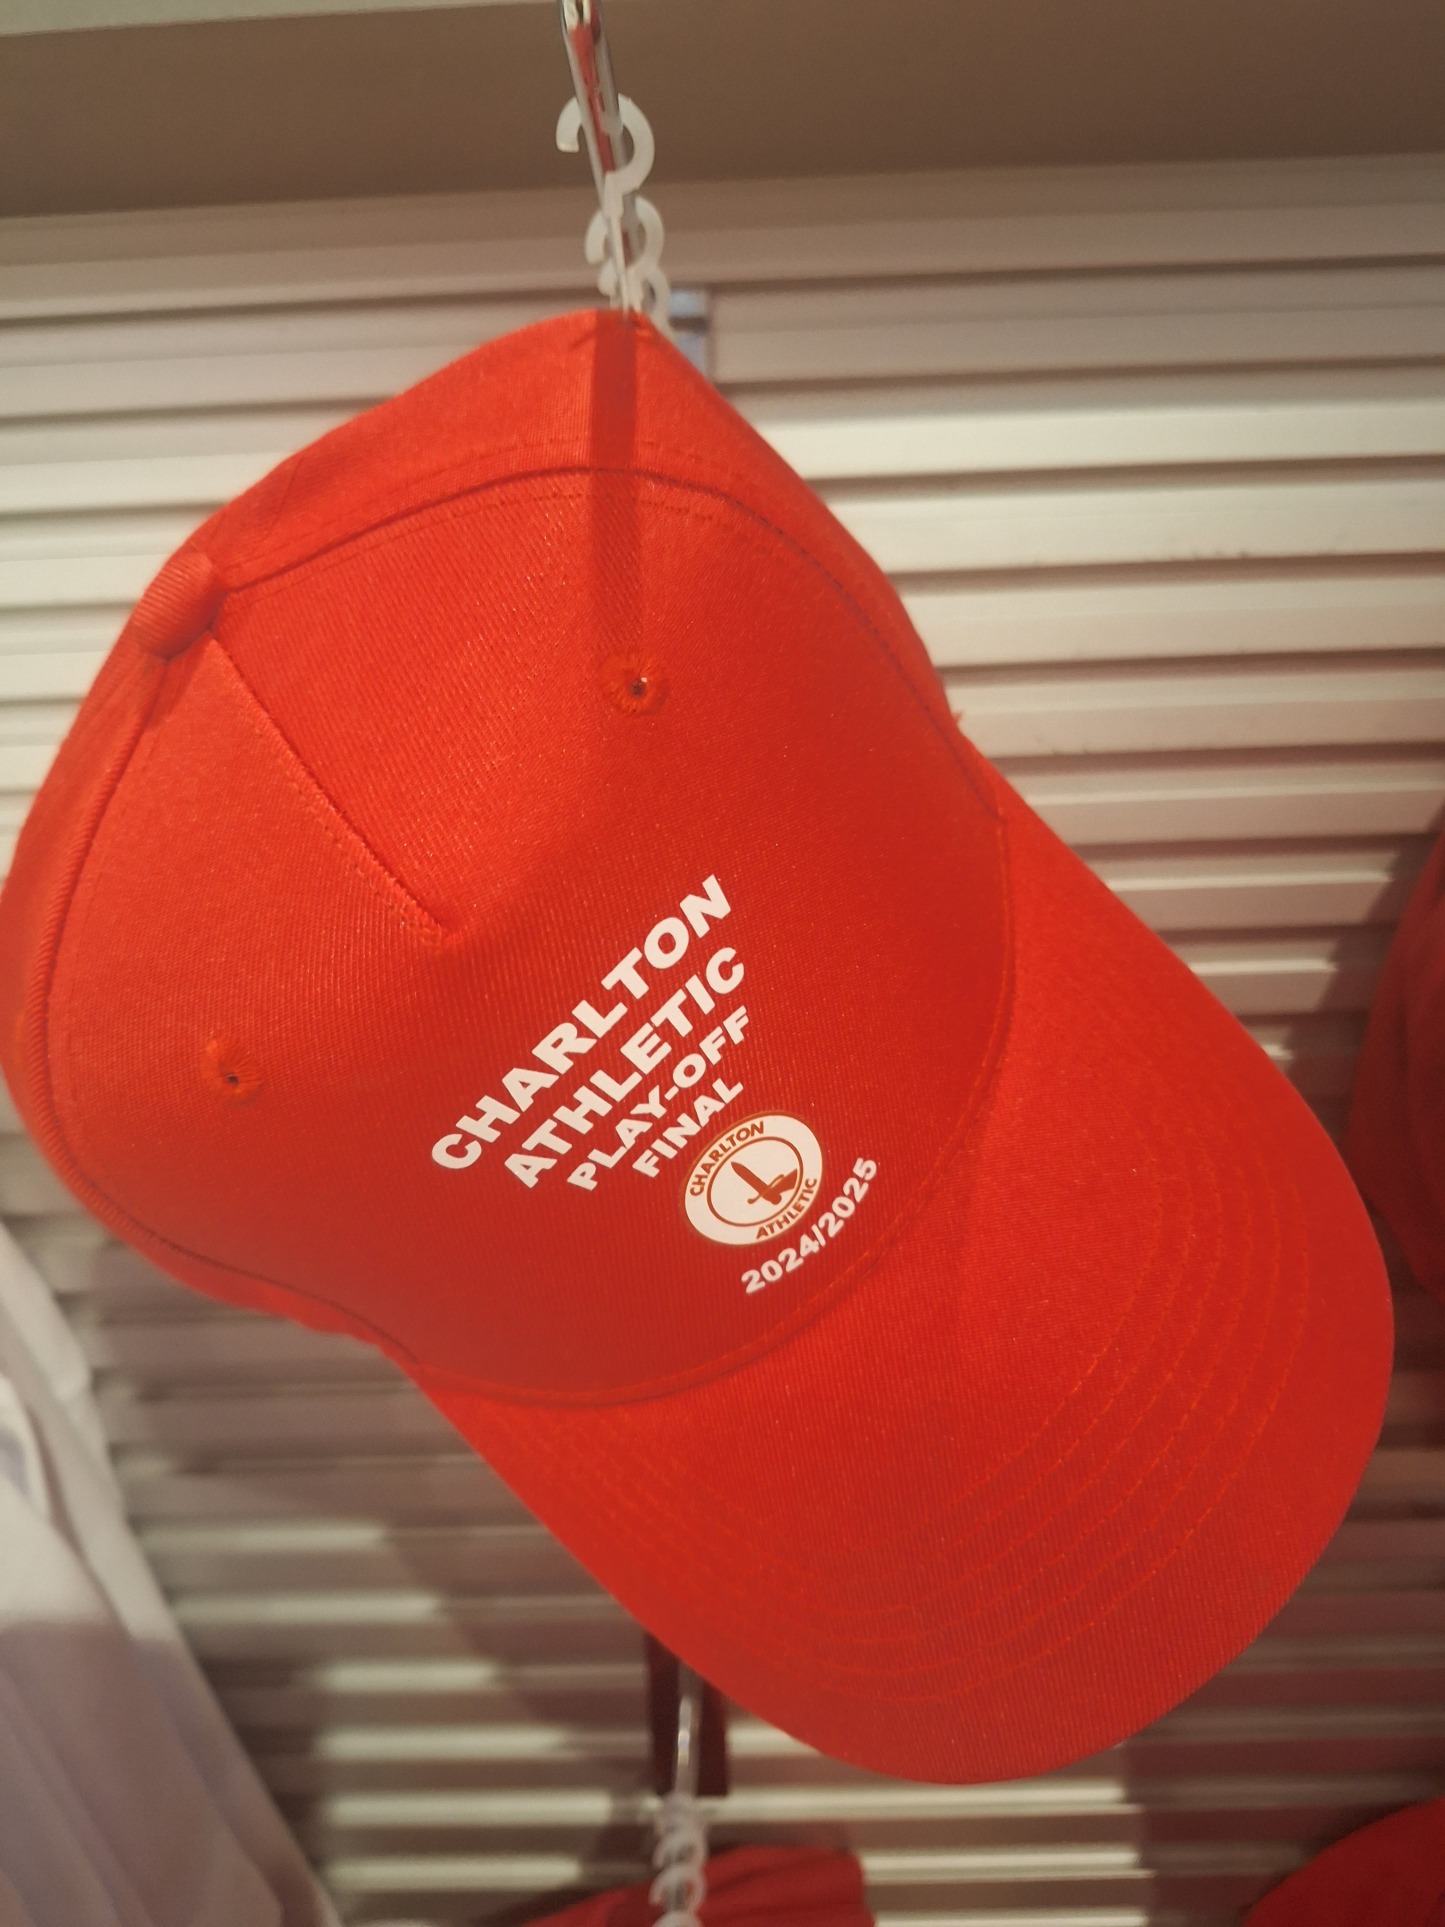 CHARLTON
ATHLETIC
PLAY-OFF
FINAL
CHARLTON
ATHLETIC
2024/2025